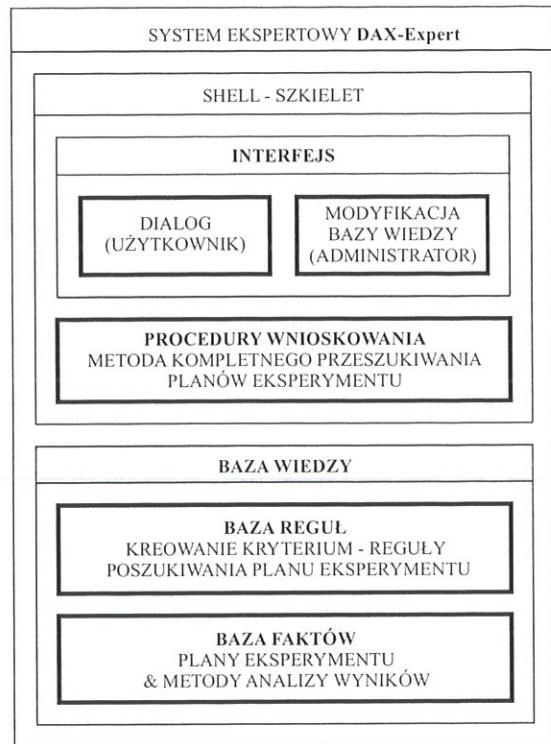 SYSTEM EKSPERTOWY DAX-Expert
SHELL - SZKIELET
INTERFEJS
DIALOG
(UŻYTKOWNIK)
MODYFIKACJA
BAZY WIEDZY
(ADMINISTRATOR)
PROCEDURY WNIOSKOWANIA
METODA KOMPLETNEGO PRZESZUKIWANIA
PLANÓW EKSPERYMENTU
BAZA WIEDZY
BAZA REGUŁ
KREOWANIE KRYTERIUM - REGUŁY
POSZUKIWANIA PLANU EKSPERYMENTU
BAZA FAKTÓW
PLANY EKSPERYMENTU
& METODY ANALIZY WYNIKÓW